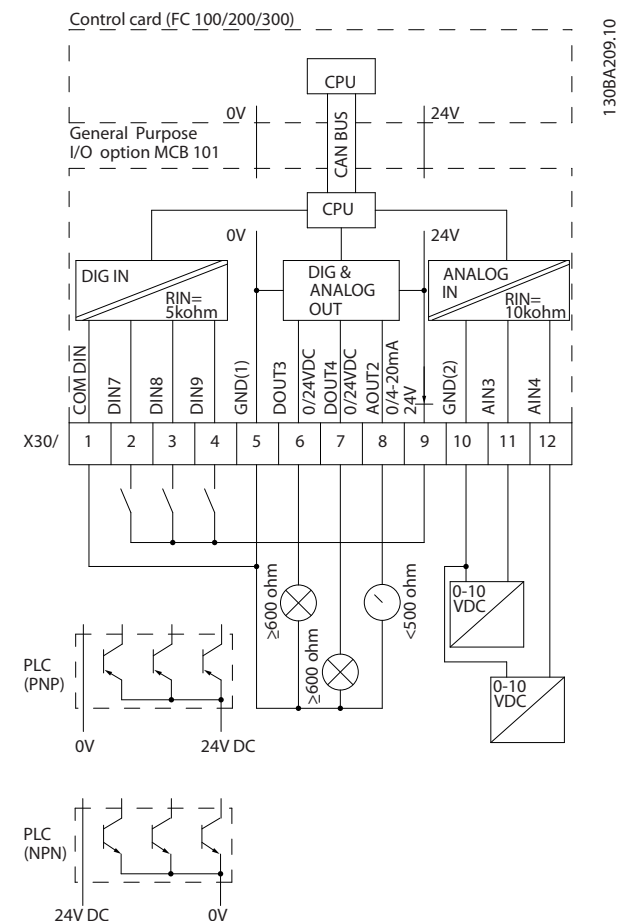 Control card (FC 100/200/300)
130BA209.10
CPU
0V
24V
CAN BUS
General Purpose
I/O option MCB 101
CPU
0V
24V
DIG IN
RIN=
5kohm
DIG &
ANALOG
OUT
ANALOG
IN
RIN=
10kohm
COM DIN
DIN7
DIN8
DIN9
GND(1)
DOUT3
0/24VDC
DOUT4
0/24VDC
AOUT2
0/4-20mA
24V
GND(2)
AIN3
AIN4
X30/
1
2
3
4
5
6
7
8
9
10
11
12
≥600 ohm
≥600 ohm
<500 ohm
0-10
VDC
0-10
VDC
PLC
(PNP)
0V
24V DC
PLC
(NPN)
24V DC
0V